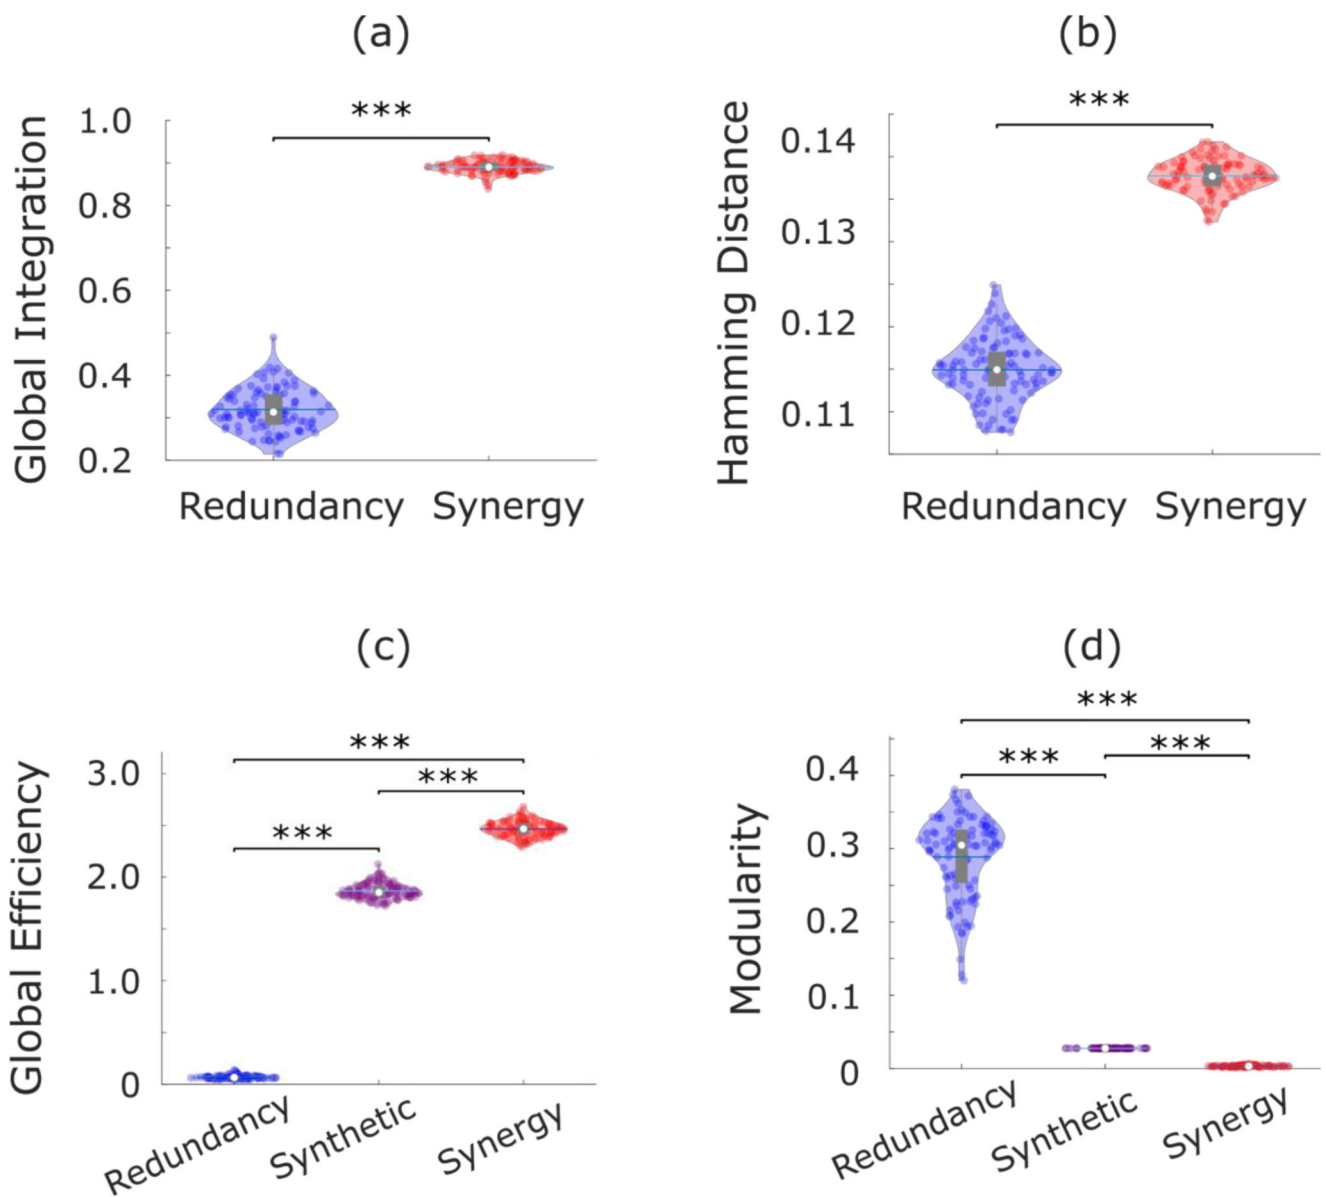 (a)
***
Global Integration
1.0
0.8
0.6
0.4
0.2
Redundancy Synergy
(b)
***
Hamming Distance
0.14
0.13
0.12
0.11
Redundancy Synergy
(c)
***
***
***
Global Efficiency
3.0
2.0
1.0
0
Redundancy
Synthetic
Synergy
(d)
***
***
***
Modularity
0.4
0.3
0.2
0.1
0
Redundancy
Synthetic
Synergy